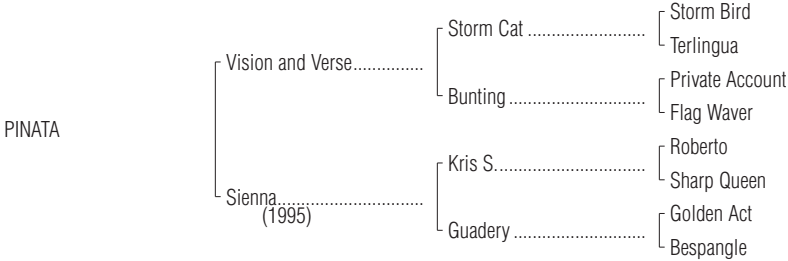 Storm Bird
Storm Cat ........................
Terlingua
Vision and Verse...............
Private Account
Bunting.............................
Flag Waver
PINATA
Roberto
Kris S................................
Sharp Queen
Sienna...............................
(1995)
Golden Act
Guadery ............................
Bespangle